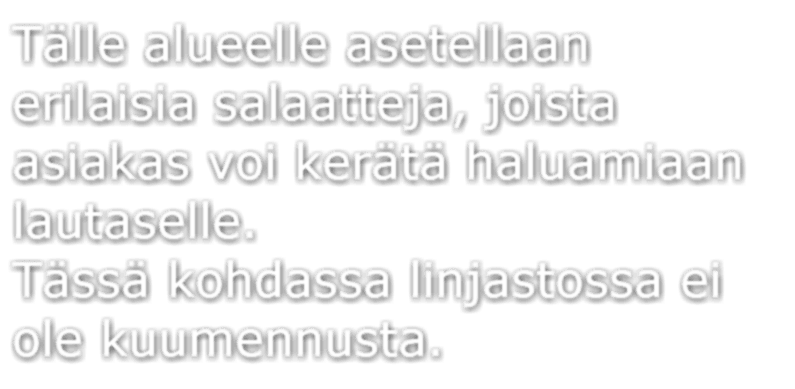 Tälle alueelle asetellaan
erilaisia salaatteja, joista
asiakas voi kerätä haluamiaan
lautaselle.
Tässä kohdassa linjastossa ei
ole kuumennusta.